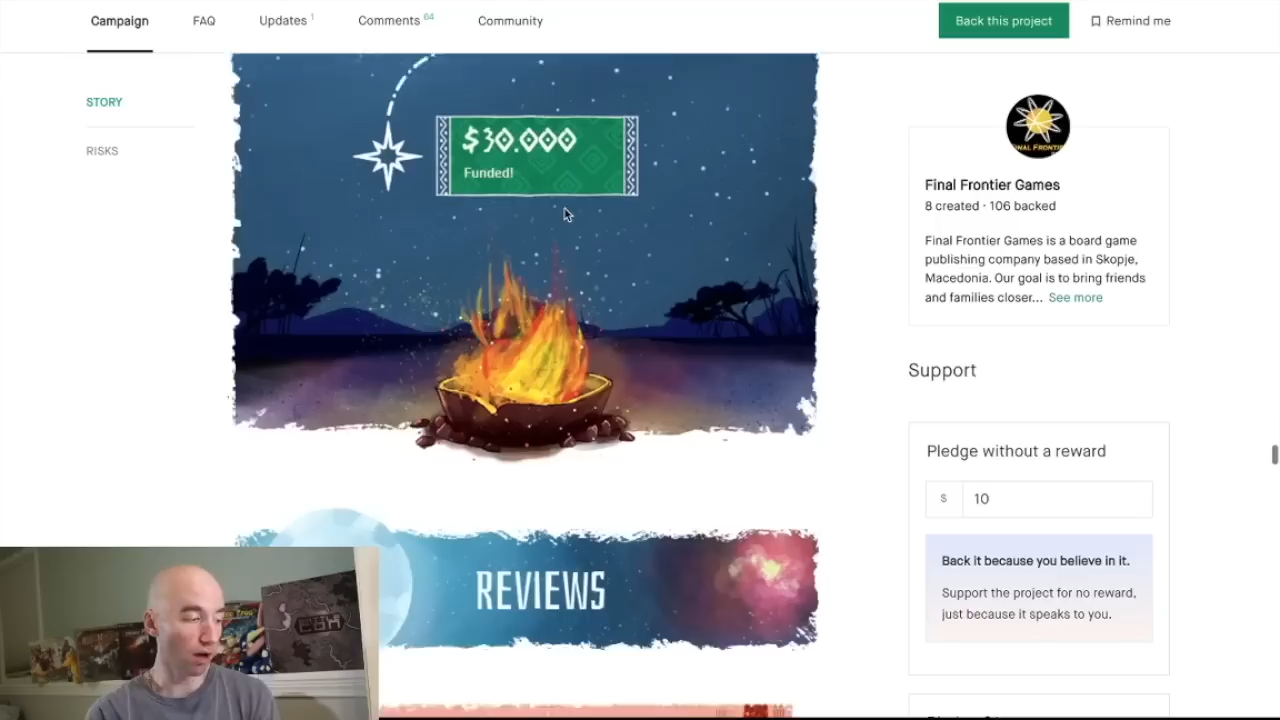 Campaign
FAQ
Updates 1
Comments 64
Community
Back this project
Remind me
STORY
RISKS
$30.000
Funded!
FINAL FRONTIE
Final Frontier Games
8 created · 106 backed
Final Frontier Games is a board game
publishing company based in Skopje,
Macedonia. Our goal is to bring friends
and families closer... See more
Support
Pledge without a reward
$ 10
Back it because you believe in it.
Support the project for no reward,
just because it speaks to you.
REVIEWS